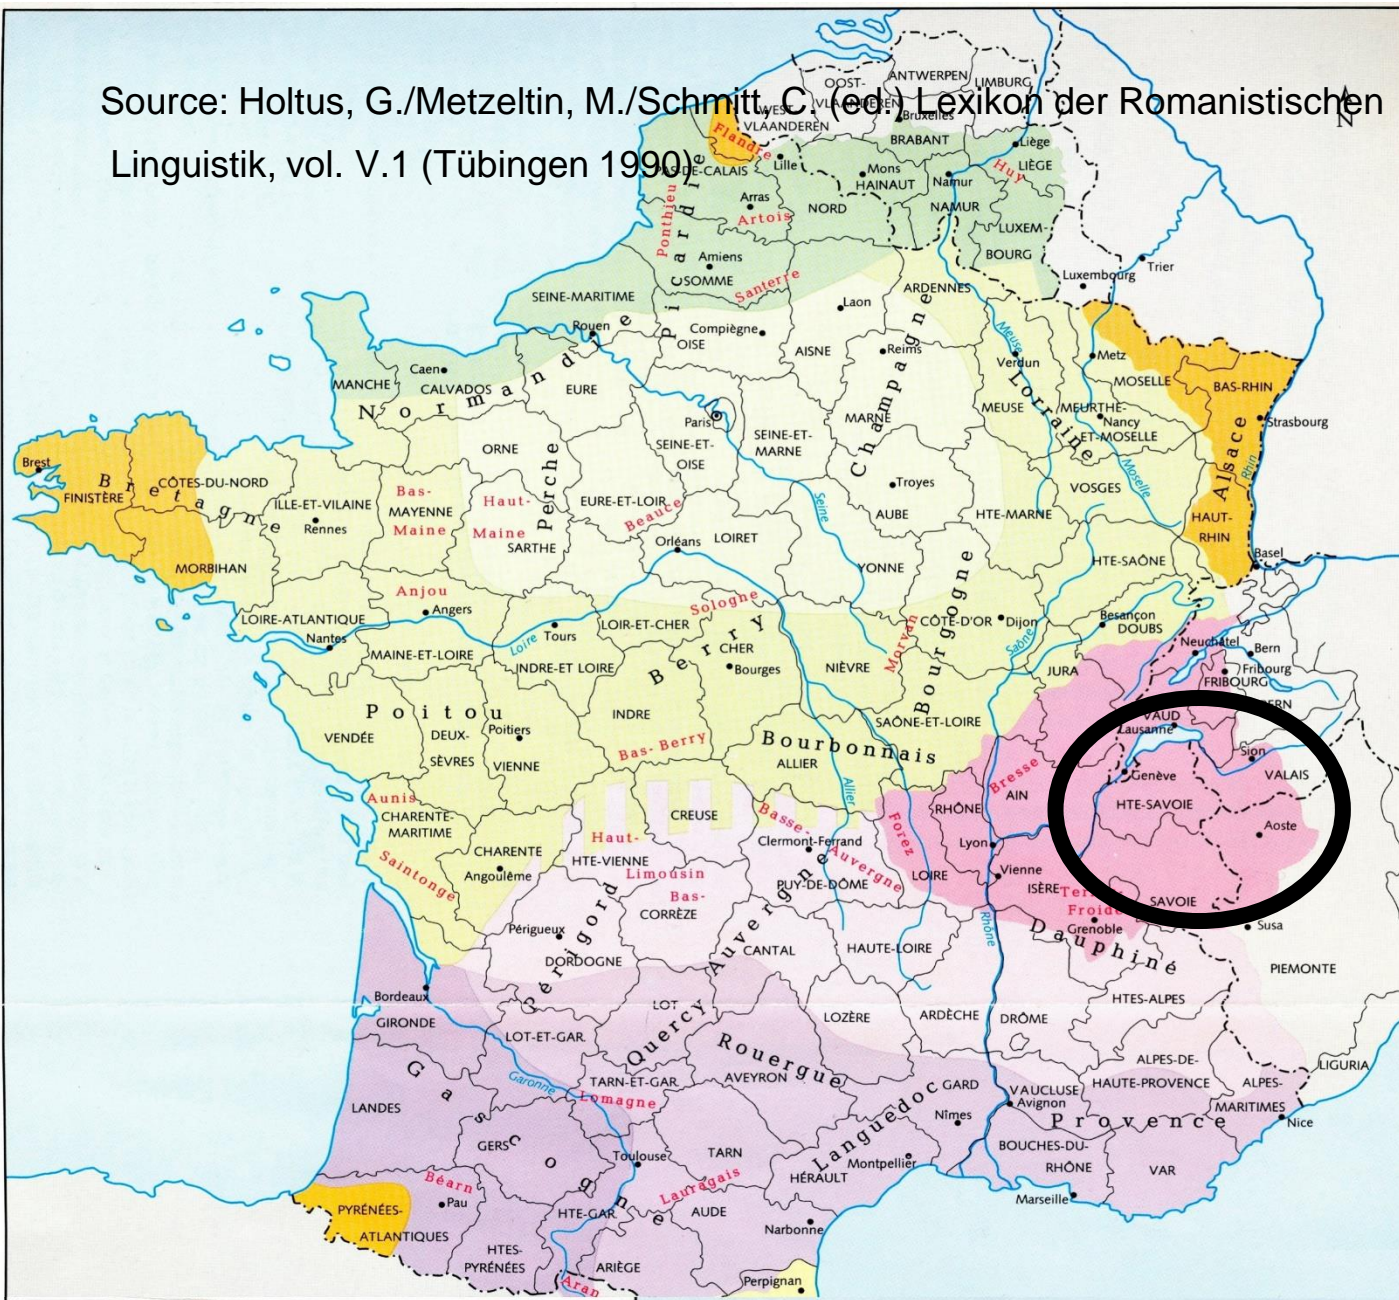 Source: Holtus, G./Metzeltin, M./Schmitt, C. (ed.) Lexikon der Romanistischen
Linguistik, vol. V.1 (Tübingen 1990)
OOST-
VLAANDEREN
ANTWERPEN
LIMBURG
WEST-
VLAANDEREN
Bruxelles
BRABANT
Flandre
Lille
PAS-DE-CALAIS
Mons
HAINAUT
Namur
NAMUR
Huy
Liège
LIÈGE
Arras
Artois
NORD
Ponthieu
Picardie
LUXEM-
BOURG
Amiens
SOMME
Santerre
ARDENNES
Luxembourg
Trier
SEINE-MARITIME
Rouen
Compiègne
OISE
Laon
AISNE
Reims
Meuse
Verdun
Metz
MOSELLE
BAS-RHIN
Caen
MANCHE
CALVADOS
Normandie
EURE
Champagne
MARNE
MEUSE
Lorraine
MEURTHE-
Nancy
ET-MOSELLE
Strasbourg
Paris
SEINE-ET-
OISE
SEINE-ET-
MARNE
ORNE
Perche
Brest
FINISTÈRE
Bretagne
CÔTES-DU-NORD
ILLE-ET-VILAINE
Rennes
MORBIHAN
Bas-
MAYENNE
Maine
Haut-
Maine
SARTHE
EURE-ET-LOIR
Beauce
Orléans
LOIRET
Seine
Troyes
AUBE
HTE-MARNE
VOSGES
Moselle
Alsace
Rhin
HAUT-
RHIN
Basel
YONNE
Bourgogne
HTE-SAÔNE
Anjou
Angers
LOIRE-ATLANTIQUE
Nantes
MAINE-ET-LOIRE
Loire
Tours
INDRE-ET LOIRE
LOIR-ET-CHER
Sologne
Berry
CHER
Bourges
NIÈVRE
Morvan
CÔTE-D'OR
Dijon
Saône
Besançon
DOUBS
Neuchâtel
Bern
Fribourg
FRIBOURG
BERN
JURA
Poitou
VENDÉE
DEUX-
SÈVRES
Poitiers
VIENNE
INDRE
Bas-Berry
Bourbonnais
ALLIER
Allier
SAÔNE-ET-LOIRE
VAUD
Lausanne
Sion
VALAIS
Genève
HTE-SAVOIE
Aoste
SAVOIE
Susa
PIEMONTE
Bresse
AIN
RHÔNE
Lyon
Forez
LOIRE
Vienne
ISÈRE
Froide
Grenoble
Dauphiné
Rhône
Aunis
CHARENTE-
MARITIME
Saintonge
CHARENTE
Angoulême
CREUSE
Haut-
HTE-VIENNE
Limousin
Bas-
CORRÈZE
Basse-
Auvergne
Clermont-Ferrand
PUY-DE-DÔME
Auvergne
Périgueux
DORDOGNE
Périgord
CANTAL
HAUTE-LOIRE
HTES-ALPES
Bordeaux
GIRONDE
LOT
LOT-ET-GAR.
Quercy
LOZÈRE
ARDÈCHE
DRÔME
Garonne
TARN-ET-GAR.
Lomagne
Rouergue
AVEYRON
GARD
Nîmes
VAUCLUSE
Avignon
ALPES-DE-
HAUTE-PROVENCE
ALPES-
MARITIMES
LIGURIA
Nice
Provence
LANDES
Gascogne
GERS
Toulouse
TARN
Lauragais
Languedoc
HÉRAULT
Montpellier
BOUCHES-DU-
RHÔNE
Marseille
VAR
Béarn
Pau
PYRÉNÉES-
ATLANTIQUES
HTES-
PYRÉNÉES
HTE-GAR.
ARIÈGE
Aran
AUDE
Narbonne
Perpignan